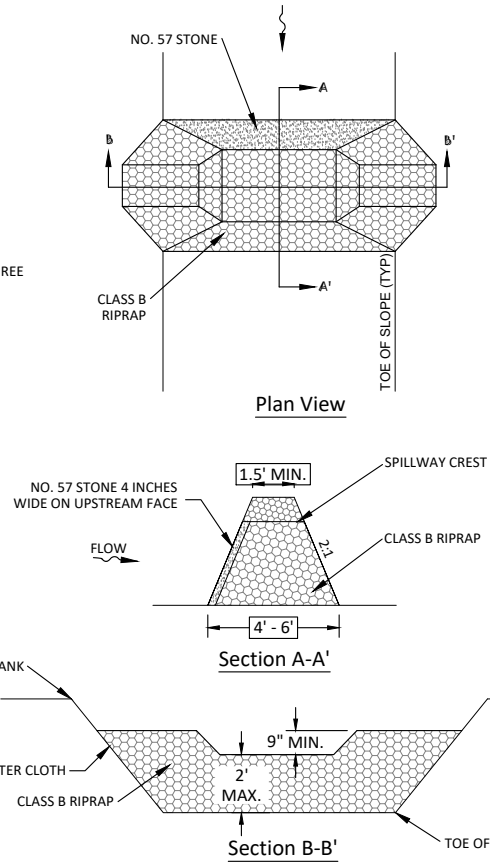 NO. 57 STONE
A
B
B'
REE
CLASS B
RIPRAP
A'
TOE OF SLOPE (TYP)
Plan View
1.5' MIN.
SPILLWAY CREST
NO. 57 STONE 4 INCHES
WIDE ON UPSTREAM FACE
2:1
CLASS B RIPRAP
FLOW
4' - 6'
Section A-A'
ANK
9" MIN.
TER CLOTH
2'
MAX.
CLASS B RIPRAP
TOE OF
Section B-B'